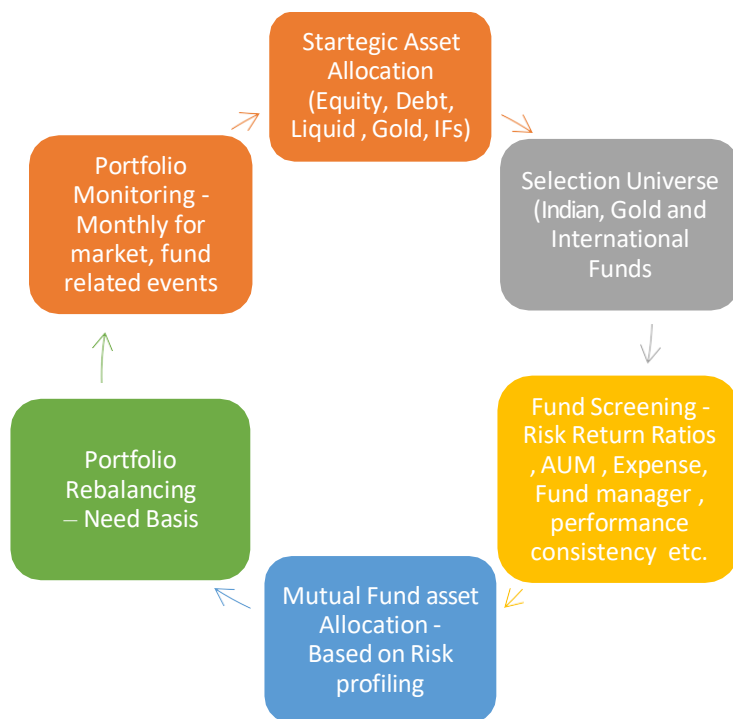 Startegic Asset
Allocation
(Equity, Debt,
Liquid , Gold, IFs)
Selection Universe
(Indian, Gold and
International
Funds
Fund Screening -
Risk Return Ratios
, AUM , Expense,
Fund manager ,
performance
consistency etc.
Mutual Fund asset
Allocation -
Based on Risk
profiling
Portfolio
Rebalancing
– Need Basis
Portfolio
Monitoring -
Monthly for
market, fund
related events